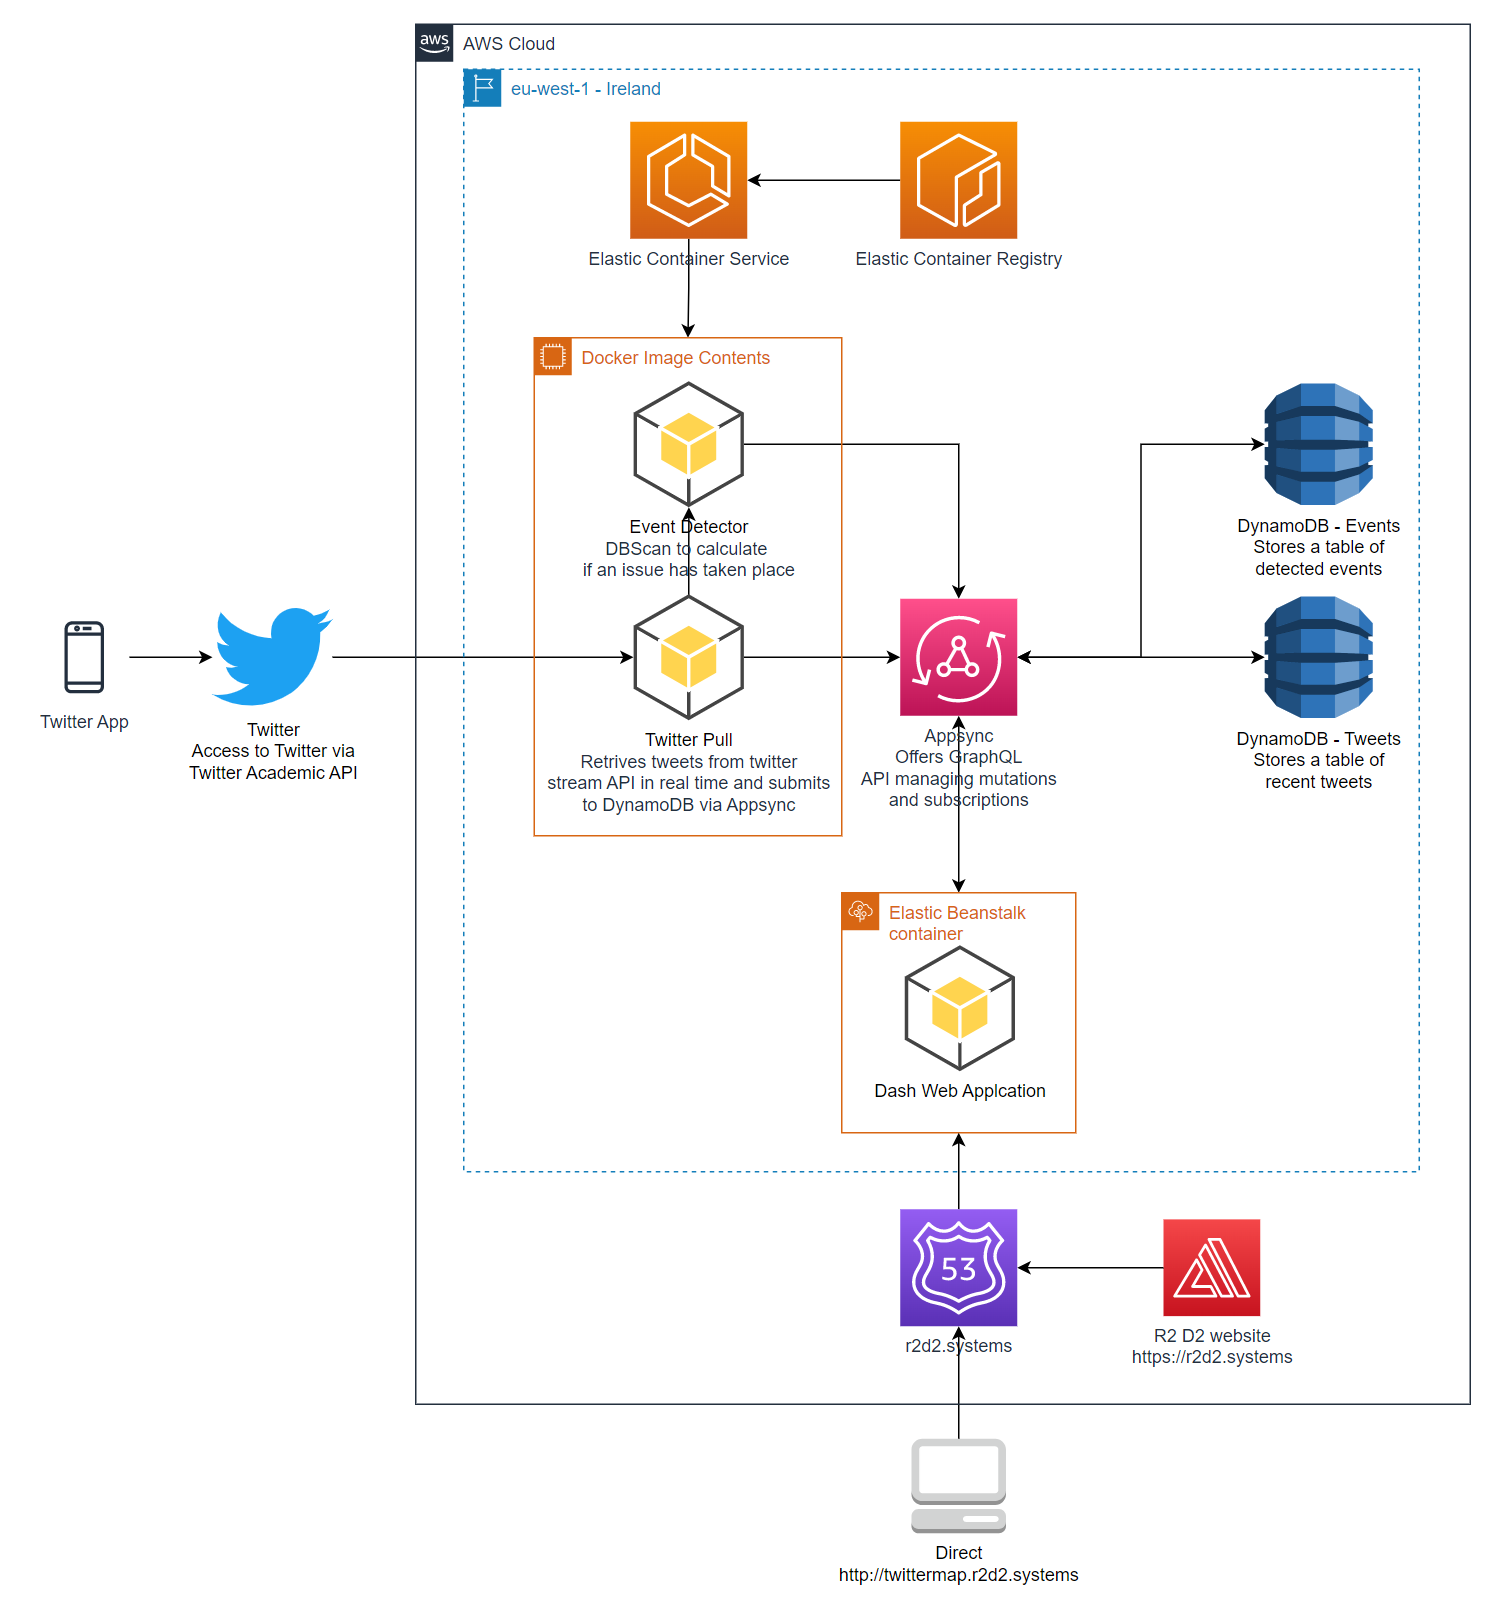 aws
AWS Cloud
eu-west-1 - Ireland
Elastic Container Service
Elastic Container Registry
Docker Image Contents
Event Detector
DBScan to calculate
if an issue has taken place
DynamoDB - Events
Stores a table of
detected events
Twitter App
Twitter
Access to Twitter via
Twitter Academic API
Twitter Pull
Retrives tweets from twitter
stream API in real time and submits
to DynamoDB via Appsync
Appsync
Offers GraphQL
API managing mutations
and subscriptions
DynamoDB - Tweets
Stores a table of
recent tweets
Elastic Beanstalk
container
Dash Web Applcation
53
r2d2.systems
R2 D2 website
https://r2d2.systems
Direct
http://twittermap.r2d2.systems